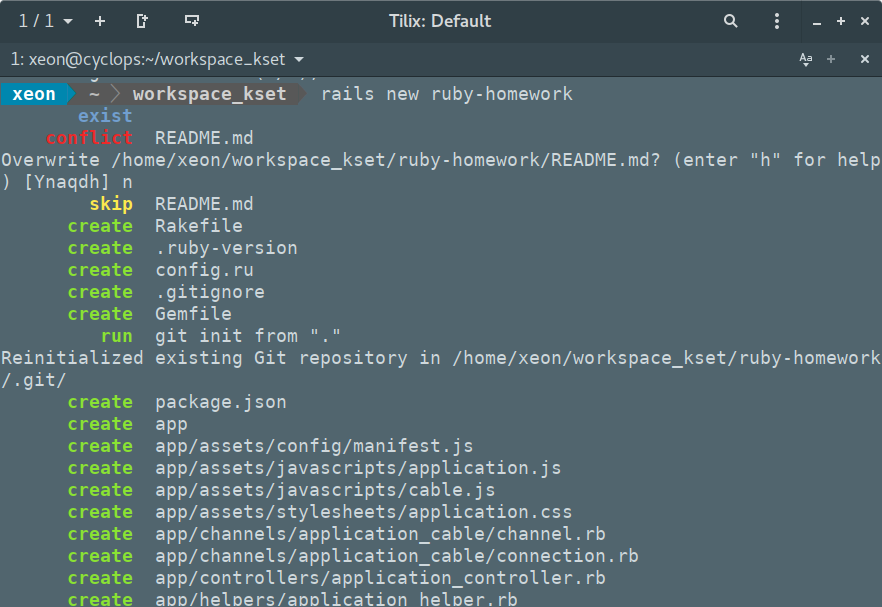 1 / 1
Tilix: Default
1: xeon@cyclops:~/workspace_kset
xeon ~ workspace_kset rails new ruby-homework
exist
conflict README.md
Overwrite /home/xeon/workspace_kset/ruby-homework/README.md? (enter "h" for help
) [Ynaqdh] n
skip README.md
create Rakefile
create .ruby-version
create config.ru
create .gitignore
create Gemfile
run git init from "."
Reinitialized existing Git repository in /home/xeon/workspace_kset/ruby-homework
/.git/
create package.json
create app
create app/assets/config/manifest.js
create app/assets/javascripts/application.js
create app/assets/javascripts/cable.js
create app/assets/stylesheets/application.css
create app/channels/application_cable/channel.rb
create app/channels/application_cable/connection.rb
create app/controllers/application_controller.rb
create app/helpers/application_helper.rb